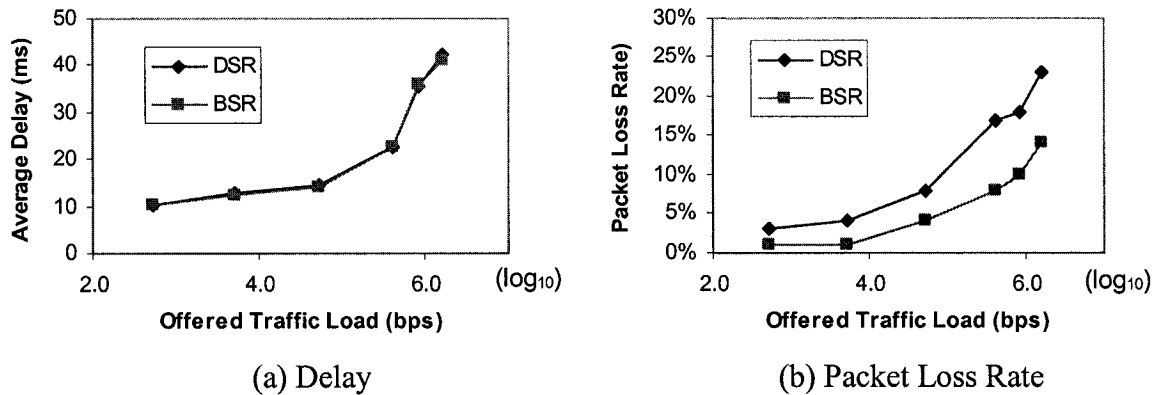 50
40
30
20
10
0
Average Delay (ms)
DSR
BSR
2.0 4.0 6.0 (log₁₀)
Offered Traffic Load (bps)
(a) Delay
30%
25%
20%
15%
10%
5%
0%
Packet Loss Rate)
DSR
BSR
2.0 4.0 6.0 (log₁₀)
Offered Traffic Load (bps)
(b) Packet Loss Rate